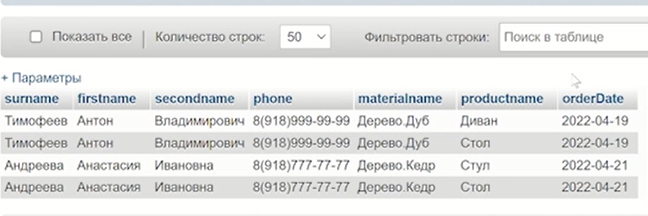 Показать все Количество строк: 50 Фильтровать строки: Поиск в таблице
+ Параметры
surname firstname secondname phone materialname productname orderDate
Тимофеев Антон Владимирович 8(918)999-99-99 Дерево.Дуб Диван 2022-04-19
Тимофеев Антон Владимирович 8(918)999-99-99 Дерево.Дуб Стол 2022-04-19
Андреева Анастасия Ивановна 8(918)777-77-77 Дерево.Кедр Стул 2022-04-21
Андреева Анастасия Ивановна 8(918)777-77-77 Дерево.Кедр Стол 2022-04-21